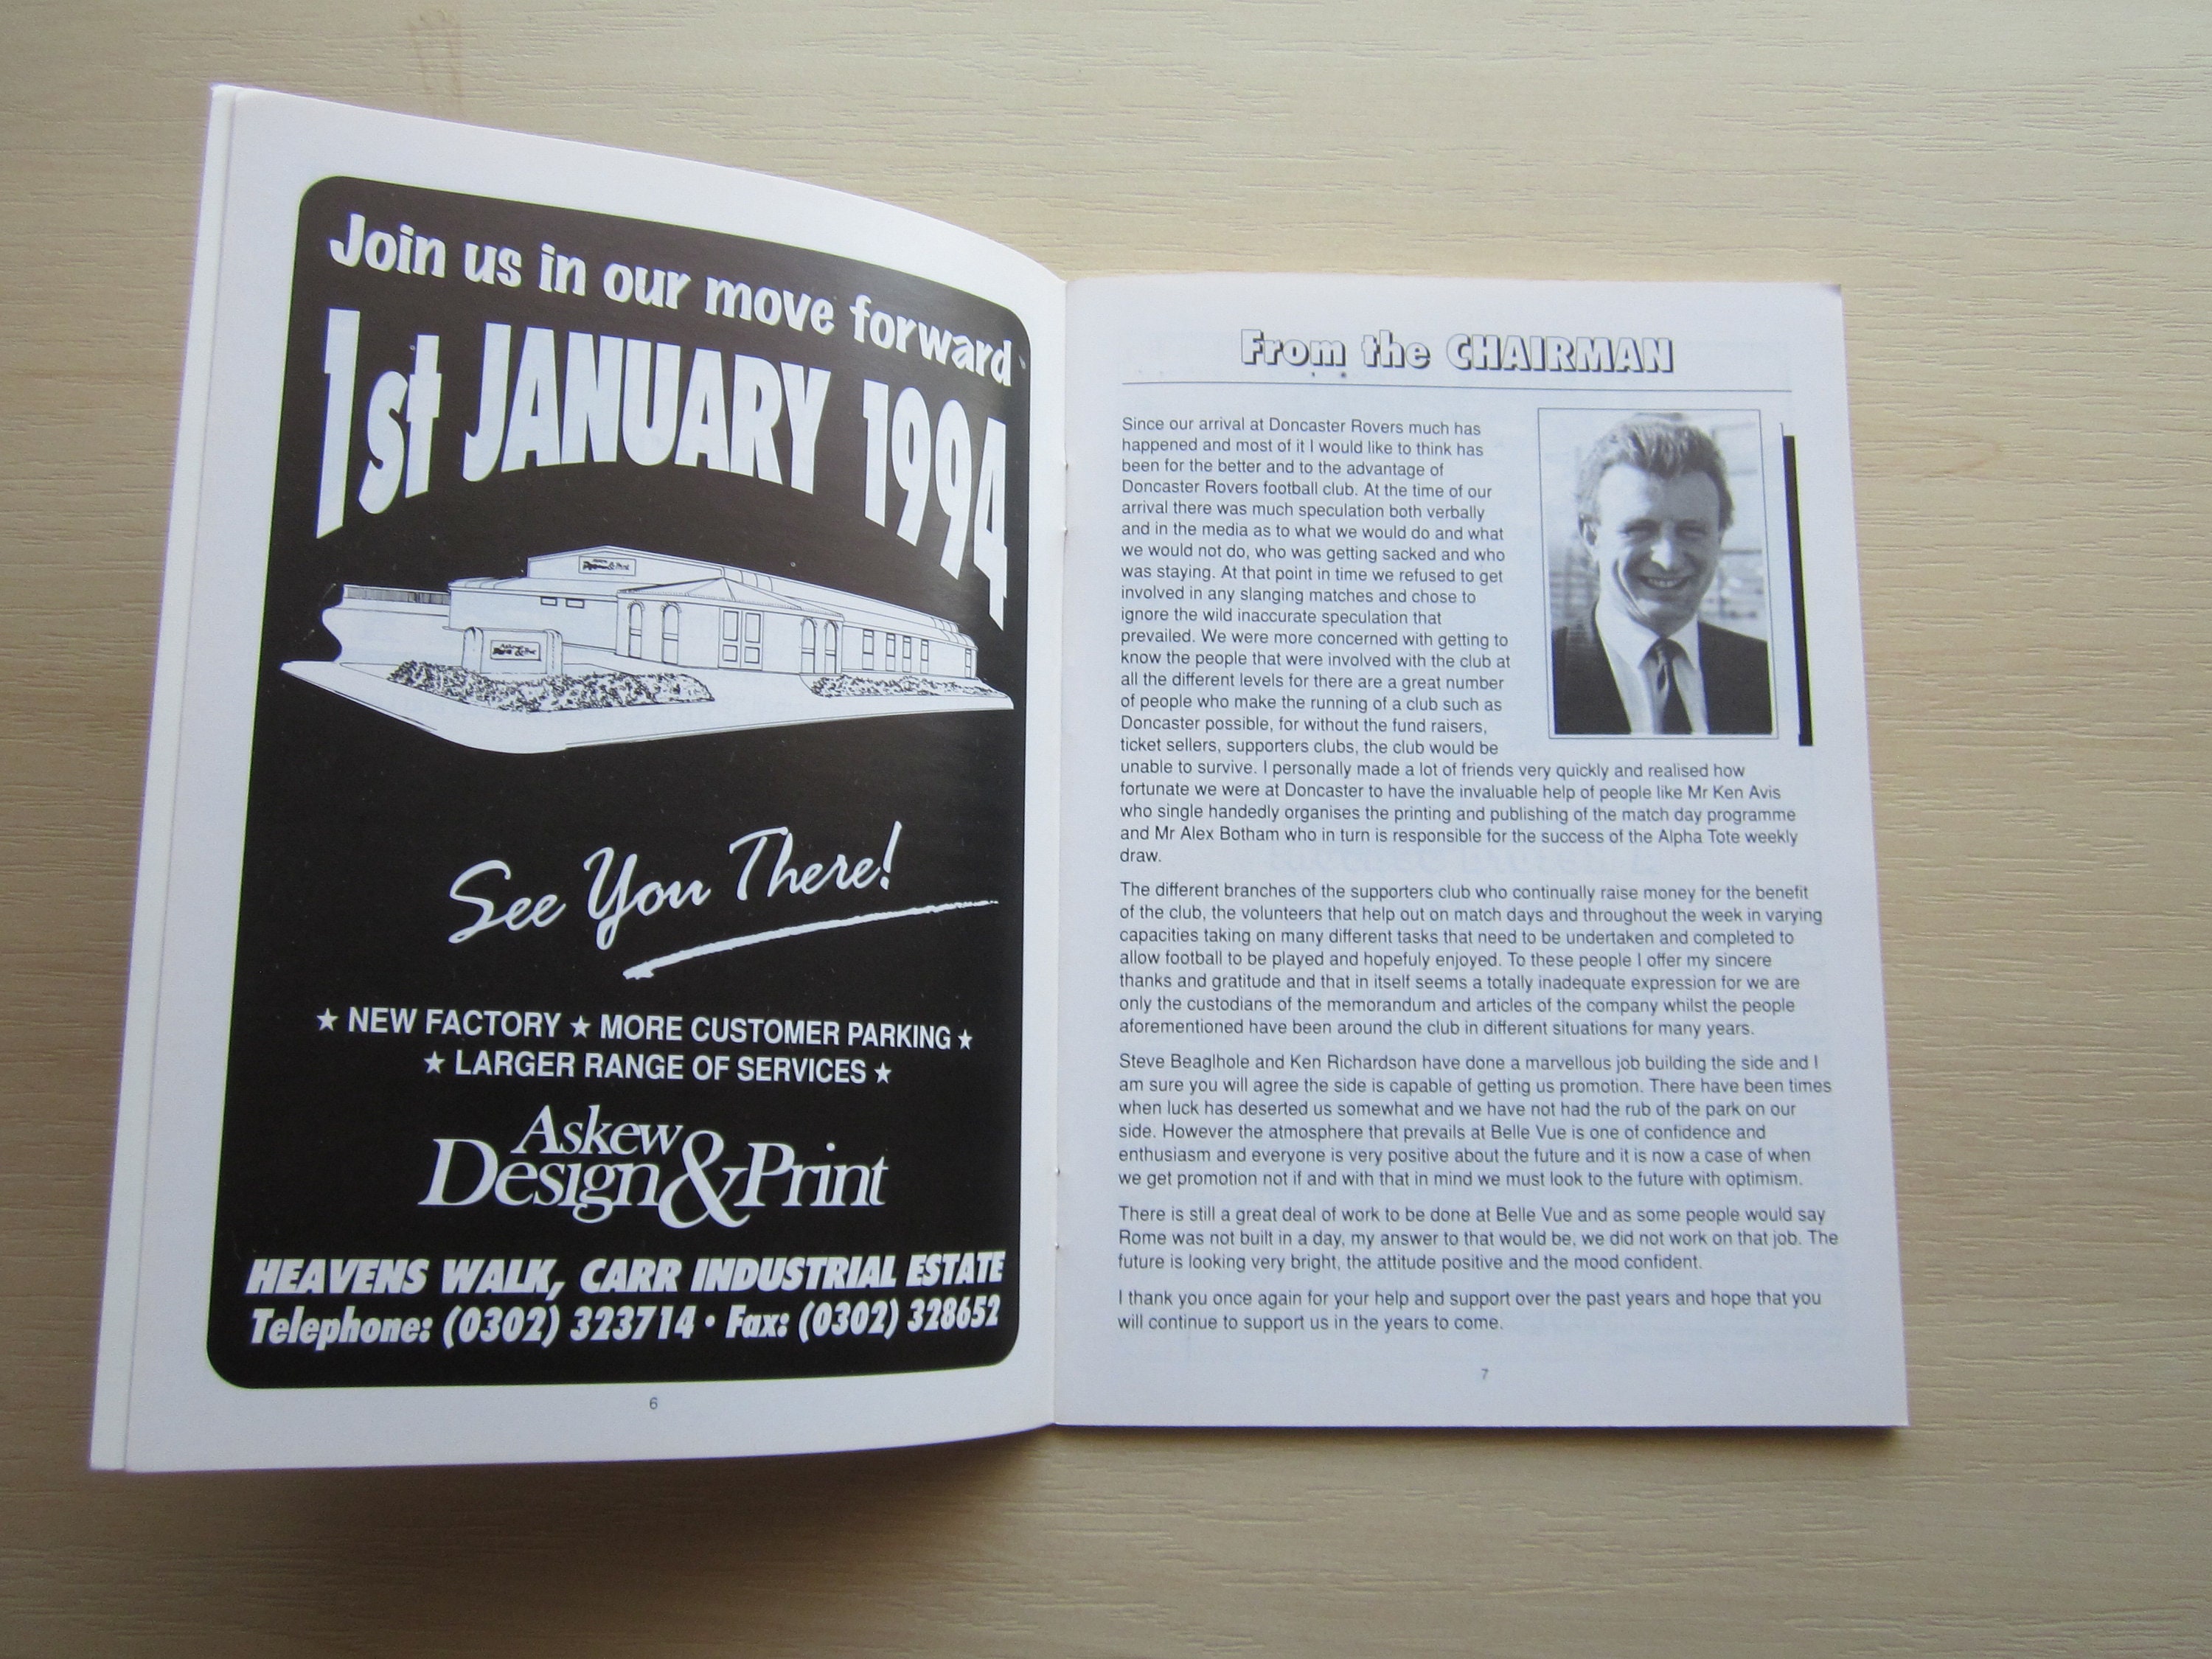 Join us in our move forward
1st JANUARY 1994
See You There!
★ NEW FACTORY ★ MORE CUSTOMER PARKING ★
★ LARGER RANGE OF SERVICES ★
Askew
Design & Print
HEAVENS WALK, CARR INDUSTRIAL ESTATE
Telephone: (0302) 323714 • Fax: (0302) 328652
6
From the CHAIRMAN
Since our arrival at Doncaster Rovers much has
happened and most of it I would like to think has
been for the better and to the advantage of
Doncaster Rovers football club. At the time of our
arrival there was much speculation both verbally
and in the media as to what we would do and what
we would not do, who was getting sacked and who
was staying. At that point in time we refused to get
involved in any slanging matches and chose to
ignore the wild inaccurate speculation that
prevailed. We were more concerned with getting to
know the people that were involved with the club at
all the different levels for there are a great number
of people who make the running of a club such as
Doncaster possible, for without the fund raisers,
ticket sellers, supporters clubs, the club would be
unable to survive. I personally made a lot of friends very quickly and realised how
fortunate we were at Doncaster to have the invaluable help of people like Mr Ken Avis
who single handedly organises the printing and publishing of the match day programme
and Mr Alex Botham who in turn is responsible for the success of the Alpha Tote weekly
draw.
The different branches of the supporters club who continually raise money for the benefit
of the club, the volunteers that help out on match days and throughout the week in varying
capacities taking on many different tasks that need to be undertaken and completed to
allow football to be played and hopefuly enjoyed. To these people I offer my sincere
thanks and gratitude and that in itself seems a totally inadequate expression for we are
only the custodians of the memorandum and articles of the company whilst the people
aforementioned have been around the club in different situations for many years.
Steve Beaglhole and Ken Richardson have done a marvellous job building the side and I
am sure you will agree the side is capable of getting us promotion. There have been times
when luck has deserted us somewhat and we have not had the rub of the park on our
side. However the atmosphere that prevails at Belle Vue is one of confidence and
enthusiasm and everyone is very positive about the future and it is now a case of when
we get promotion not if and with that in mind we must look to the future with optimism.
There is still a great deal of work to be done at Belle Vue and as some people would say
Rome was not built in a day, my answer to that would be, we did not work on that job. The
future is looking very bright, the attitude positive and the mood confident.
I thank you once again for your help and support over the past years and hope that you
will continue to support us in the years to come.
7